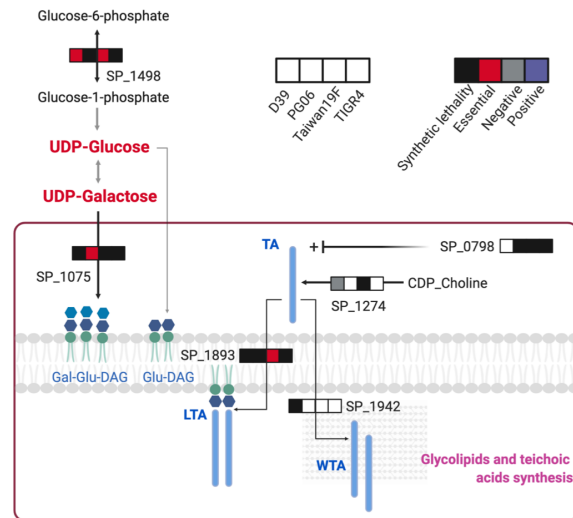 Glucose-6-phosphate
SP_1498
Glucose-1-phosphate
D39
PG06
Taiwan19F
TIGR4
Synthetic lethality
Essential
Negative
Positive
UDP-Glucose
UDP-Galactose
SP_1075
TA
+
SP_0798
CDP_Choline
SP_1274
SP_1893
Gal-Glu-DAG
Glu-DAG
LTA
SP_1942
WTA
Glycolipids and teichoic
acids synthesis